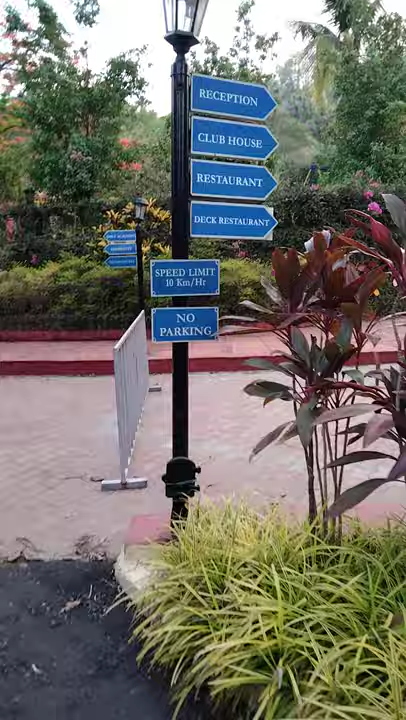 RECEPTION
CLUB HOUSE
RESTAURANT
DECK RESTAURANT
SPEED LIMIT
10 Km/Hr
NO
PARKING